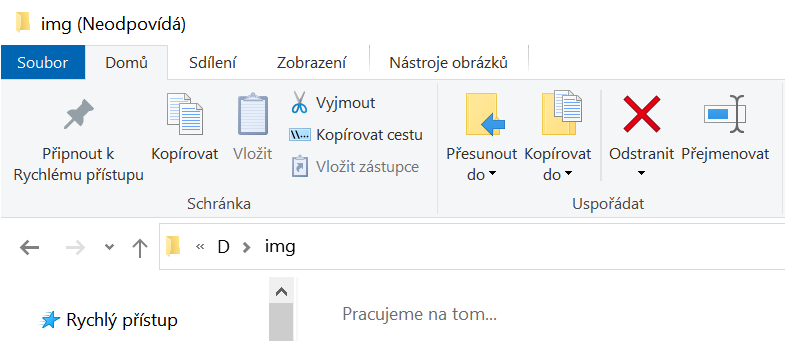 img (Neodpovídá)
Soubor Domů Sdílení Zobrazení Nástroje obrázků
Připnout k Rychlému přístupu
Kopírovat
Vložit
Vyjmout
\\... Kopírovat cestu
Vložit zástupce
Přesunout do
Kopírovat do
Odstranit
Přejmenovat
Schránka
Uspořádat
« D > img
Rychlý přístup
Pracujeme na tom...